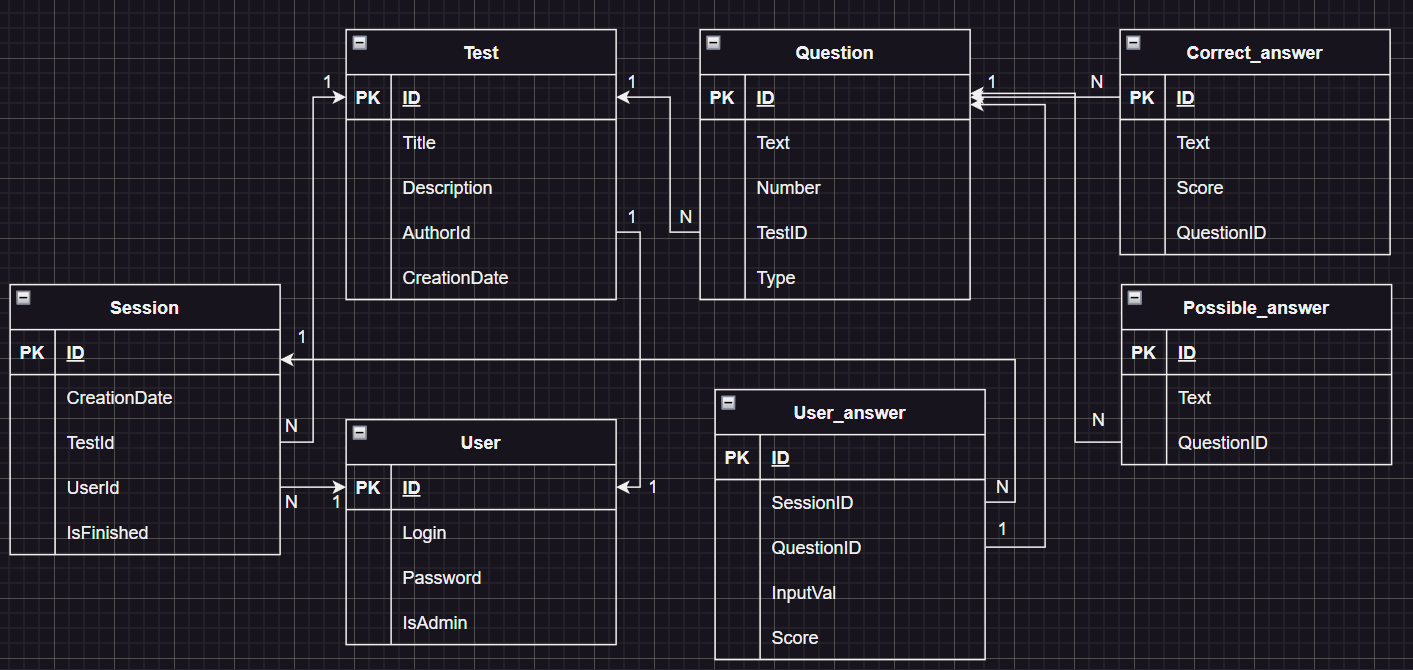 Test
PK ID
Title
Description
AuthorId
CreationDate
Question
PK ID
Text
Number
TestID
Type
Correct_answer
PK ID
Text
Score
QuestionID
Session
PK ID
CreationDate
TestId
UserId
IsFinished
User
PK ID
Login
Password
IsAdmin
User_answer
PK ID
SessionID
QuestionID
InputVal
Score
Possible_answer
PK ID
Text
QuestionID
1
1
1
N
1
N
1
N
N
1
1
N
1
N